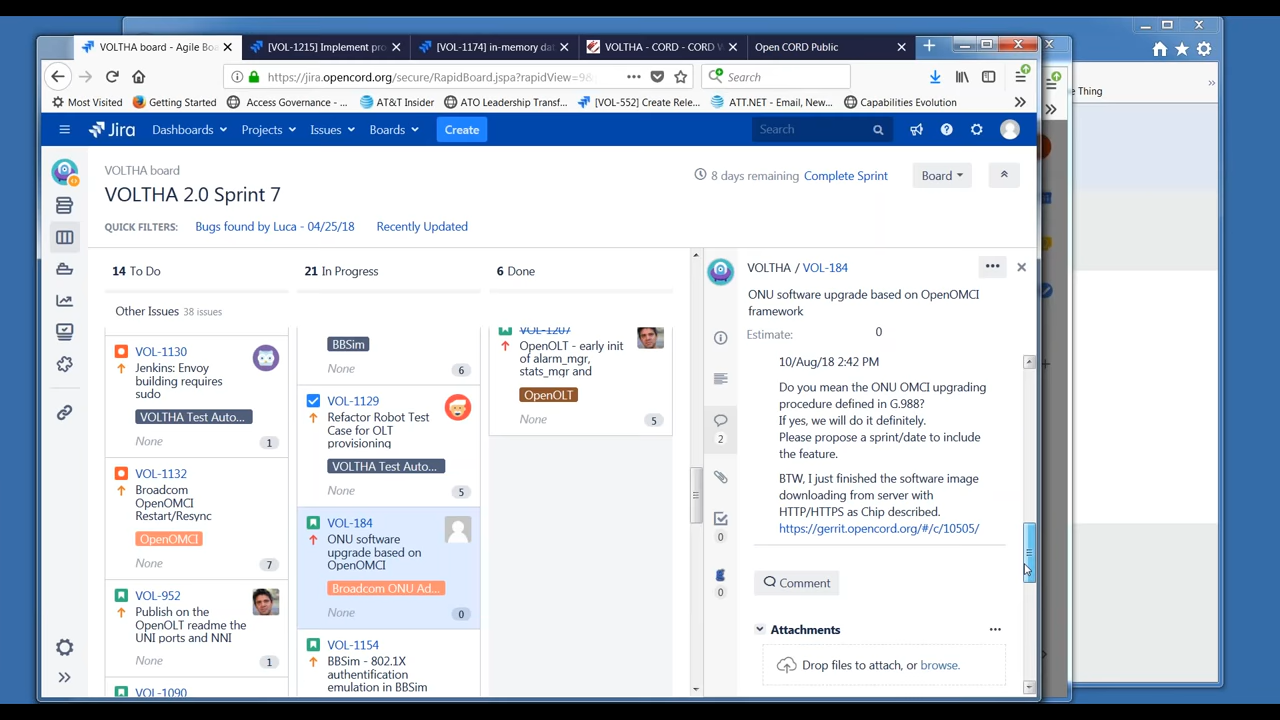 VOLTHA board - Agile Boa
[VOL-1215] Implement pro
[VOL-1174] in-memory dat
VOLTHA - CORD - CORD W
Open CORD Public
https://jira.opencord.org/secure/RapidBoard.jspa?rapidView=9&
Search
Most Visited
Getting Started
Access Governance - ...
AT&T Insider
ATO Leadership Transf...
[VOL-552] Create Rele...
ATT.NET - Email, New...
Capabilities Evolution
e Thing
Jira
Dashboards
Projects
Issues
Boards
Create
Search
VOLTHA board
VOLTHA 2.0 Sprint 7
8 days remaining
Complete Sprint
Board
QUICK FILTERS:
Bugs found by Luca - 04/25/18
Recently Updated
14 To Do
21 In Progress
6 Done
Other Issues 38 issues
VOL-1130
Jenkins: Envoy
building requires
sudo
VOLTHA Test Auto...
None
1
VOL-1132
Broadcom
OpenOMCI
Restart/Resync
OpenOMCI
None
7
VOL-952
Publish on the
OpenOLT readme the
UNI ports and NNI
None
1
VOL-1090
BBSim
None
6
VOL-1129
Refactor Robot Test
Case for OLT
provisioning
VOLTHA Test Auto...
None
5
VOL-184
ONU software
upgrade based on
OpenOMCI
Broadcom ONU Ad...
None
0
VOL-1154
BBSim - 802.1X
authentication
emulation in BBSim
VOL-1207
OpenOLT - early init
of alarm_mgr,
stats_mgr and
OpenOLT
None
5
VOLTHA / VOL-184
ONU software upgrade based on OpenOMCI
framework
Estimate:
0
2
0
0
10/Aug/18 2:42 PM
Do you mean the ONU OMCI upgrading
procedure defined in G.988?
If yes, we will do it definitely.
Please propose a sprint/date to include
the feature.
BTW, I just finished the software image
downloading from server with
HTTP/HTTPS as Chip described.
https://gerrit.opencord.org/#/c/10505/
Comment
Attachments
Drop files to attach, or browse.